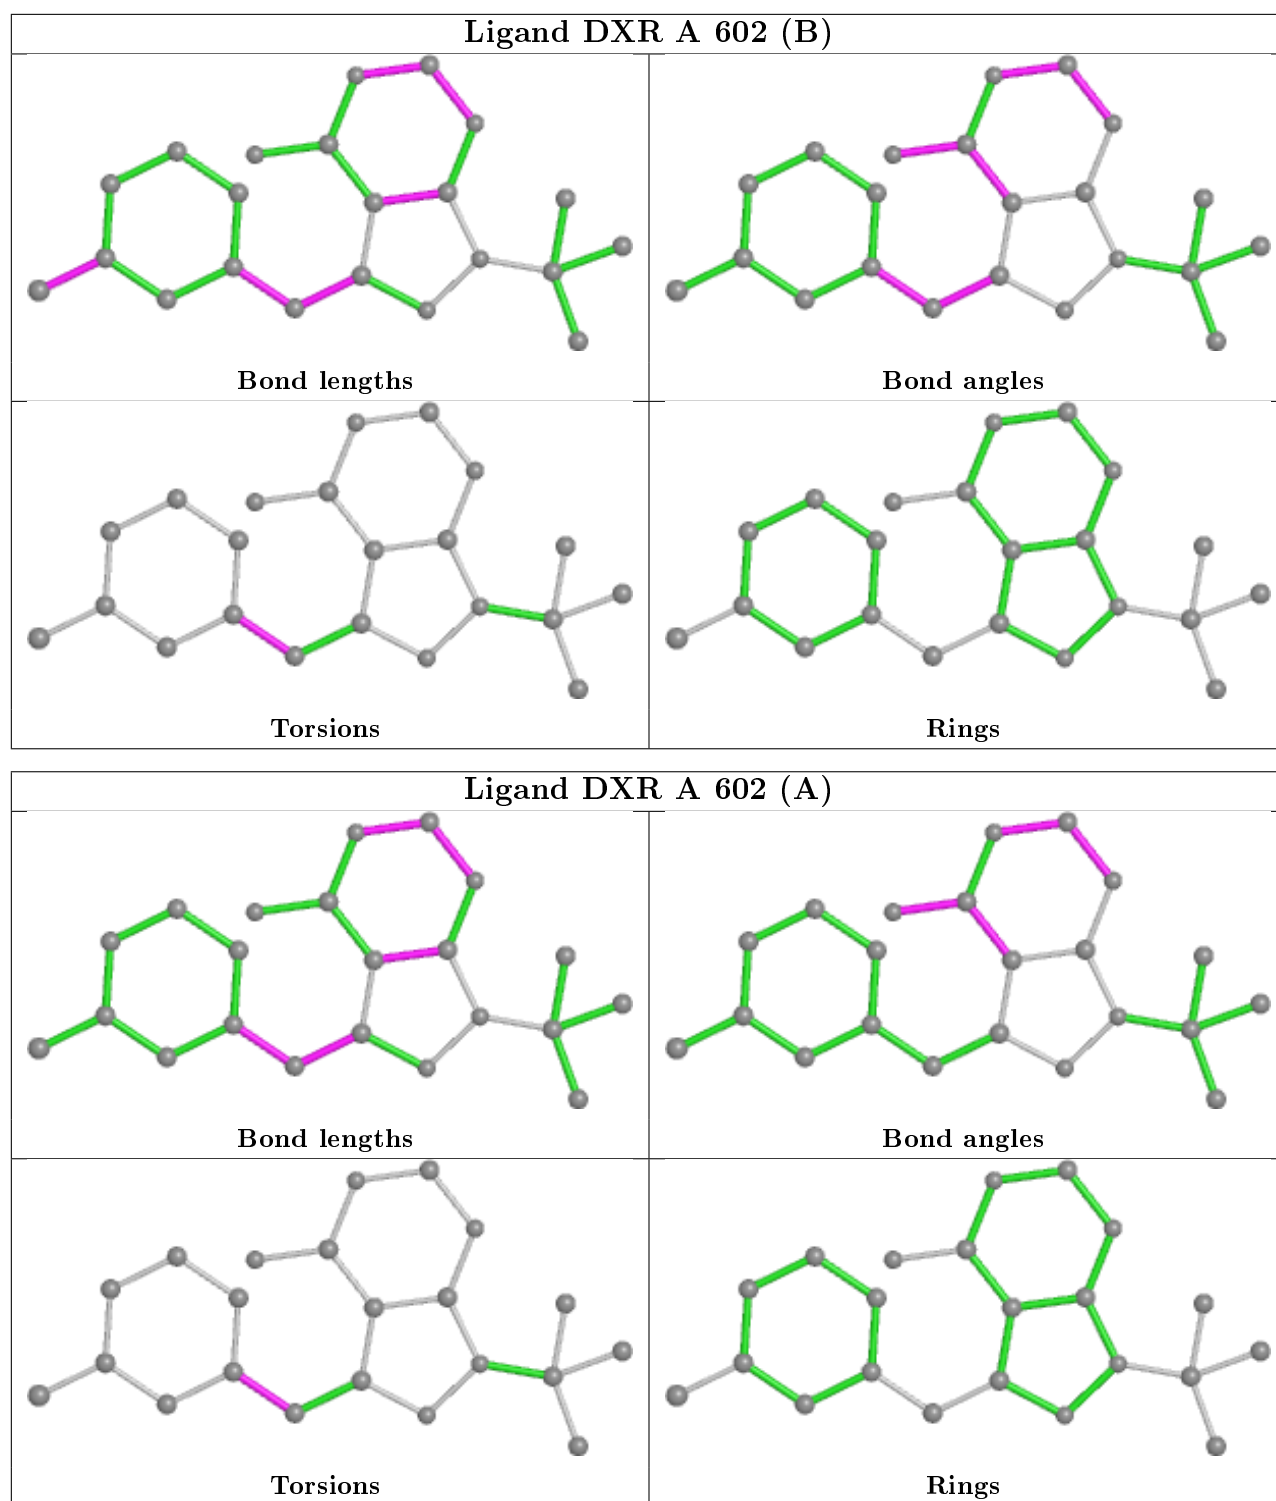 Ligand DXR A 602 (B)
Bond lengths
Bond angles
Torsions
Rings
Ligand DXR A 602 (A)
Bond lengths
Bond angles
Torsions
Rings